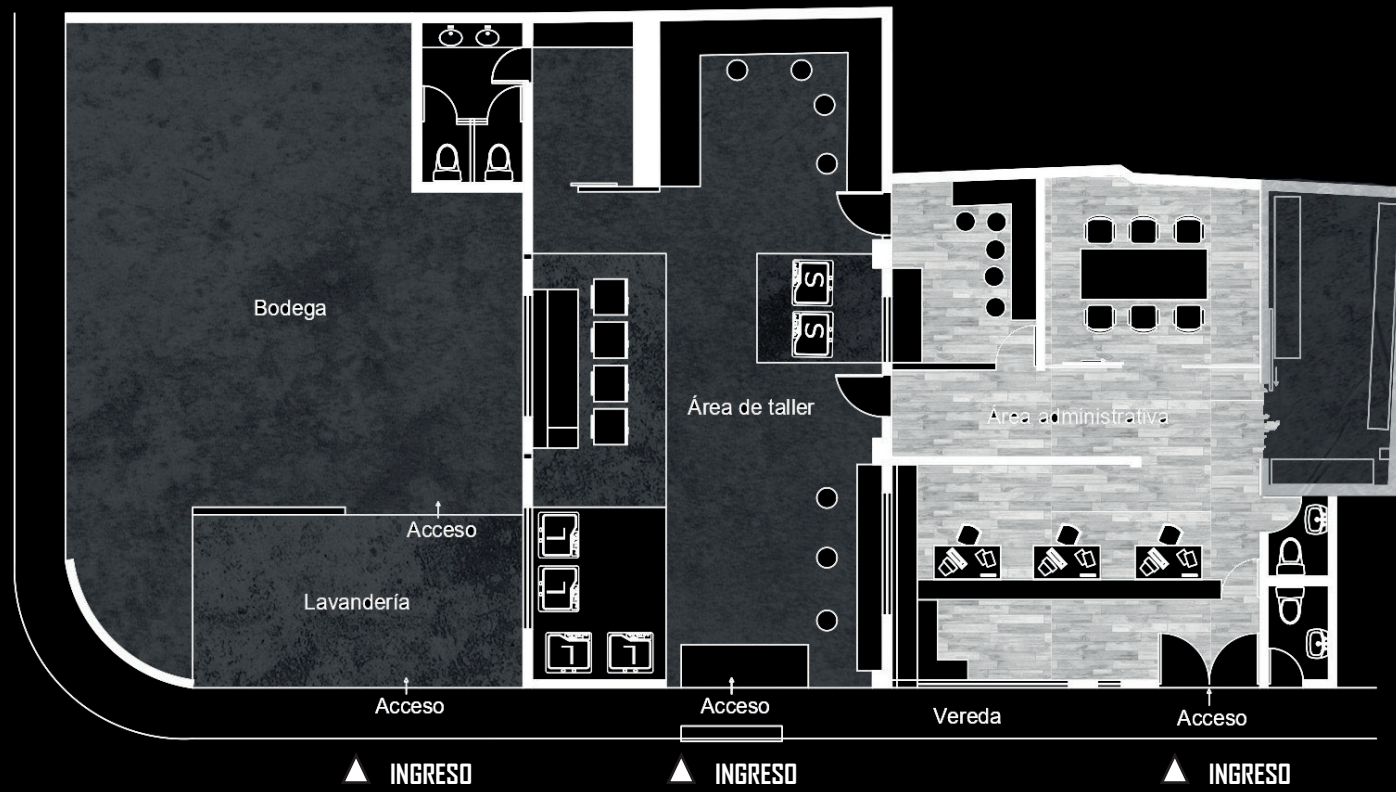 S
S
Bodega
Área de taller
Área administrativa
Acceso
L
L
Lavandería
L
L
Acceso
Acceso
Vereda
Acceso
INGRESO
INGRESO
INGRESO